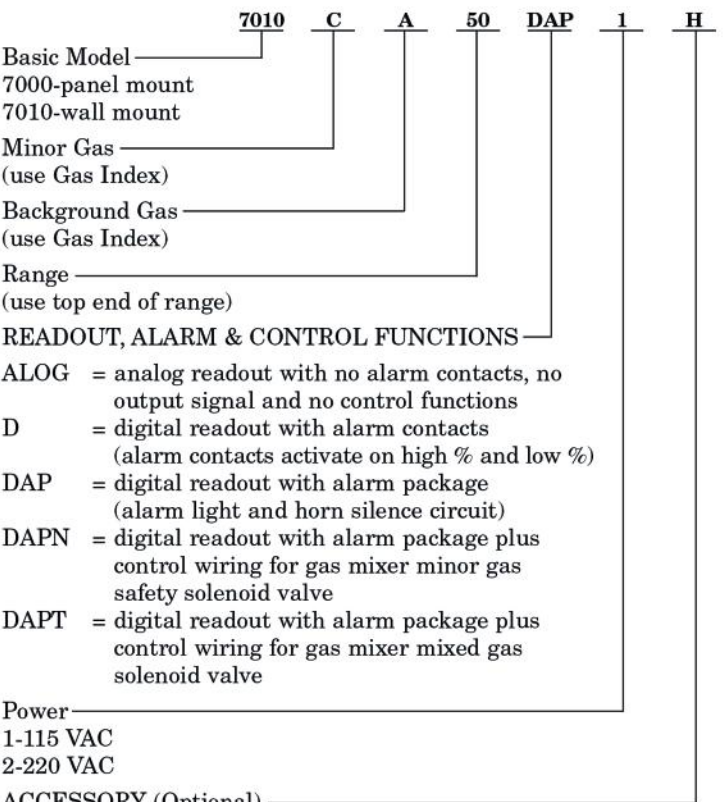 7010 C A 50 DAP 1 H
Basic Model
7000-panel mount
7010-wall mount
Minor Gas
(use Gas Index)
Background Gas
(use Gas Index)
Range
(use top end of range)
READOUT, ALARM & CONTROL FUNCTIONS
ALOG = analog readout with no alarm contacts, no
output signal and no control functions
D = digital readout with alarm contacts
(alarm contacts activate on high % and low %)
DAP = digital readout with alarm package
(alarm light and horn silence circuit)
DAPN = digital readout with alarm package plus
control wiring for gas mixer minor gas
safety solenoid valve
DAPT = digital readout with alarm package plus
control wiring for gas mixer mixed gas
solenoid valve
Power
1-115 VAC
2-220 VAC
ACCESSORY (Optional)